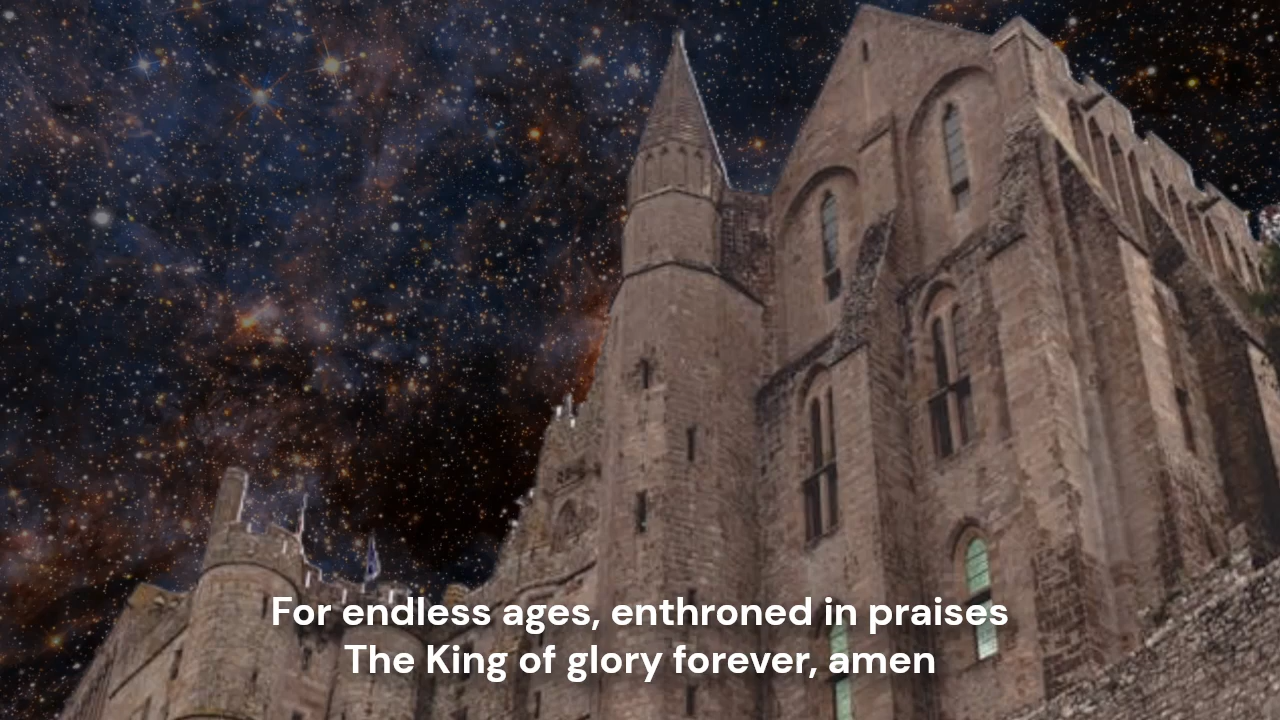 For endless ages, enthroned in praises
The King of glory forever, amen